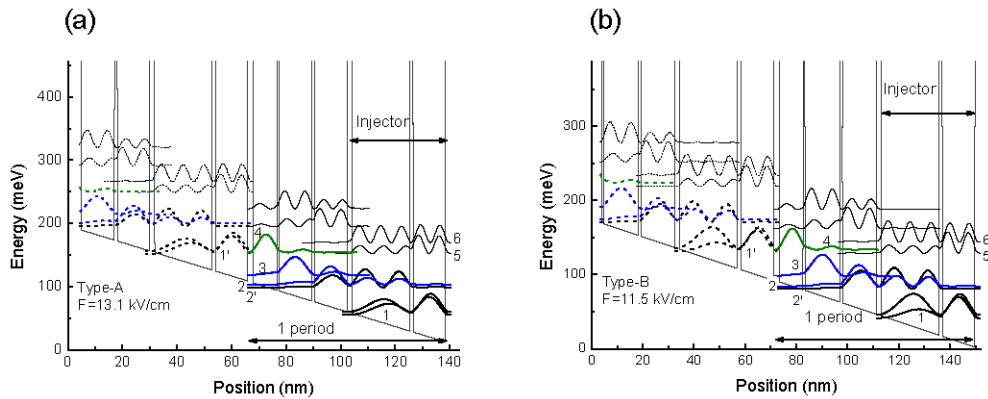 (a)
(b)
Energy (meV)
400
300
200
100
0
Injector
4
3
2
2'
1'
1
6
5
Type-A
F=13.1 kV/cm
1 period
0 20 40 60 80 100 120 140
Position (nm)
Energy (meV)
300
200
100
0
Injector
4
3
2
2'
1'
1
6
5
Type-B
F=11.5 kV/cm
1 period
0 20 40 60 80 100 120 140
Position (nm)